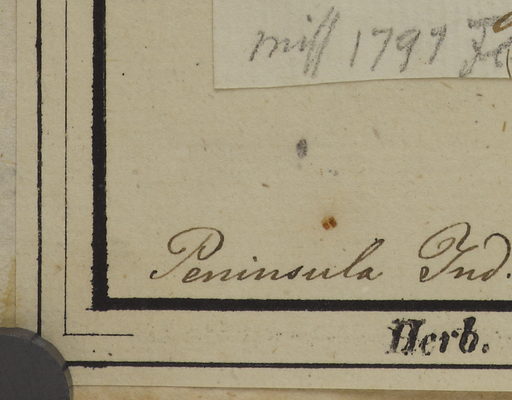 miss 1797
Peninsula Ind.
Herb.